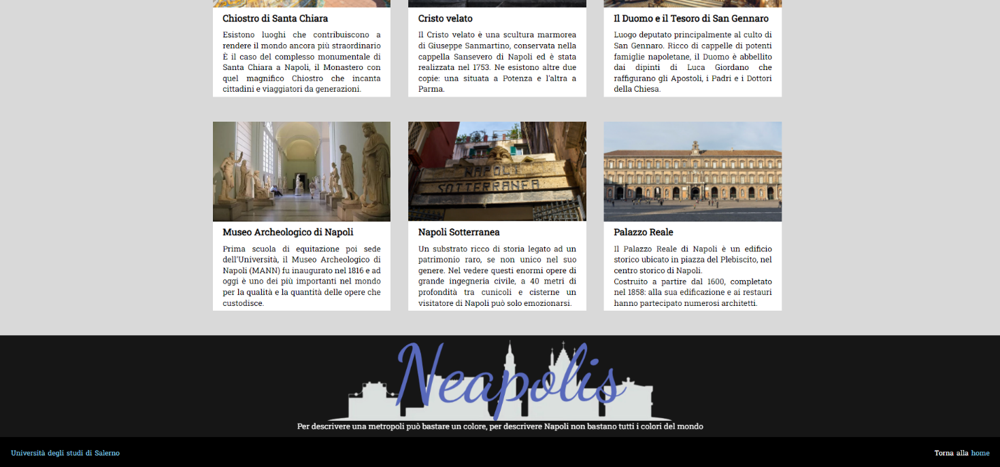 Chiostro di Santa Chiara
Esistono luoghi che contribuiscono a
rendere il mondo ancora più straordinario
È il caso del complesso monumentale di
Santa Chiara a Napoli, il Monastero con
quel magnifico Chiostro che incanta
cittadini e viaggiatori da generazioni.
Cristo velato
Il Cristo velato è una scultura marmorea
di Giuseppe Sanmartino, conservata nella
cappella Sansevero di Napoli ed è stata
realizzata nel 1753. Ne esistono altre due
copie: una situata a Potenza e l'altra a
Parma.
Il Duomo e il Tesoro di San Gennaro
Luogo deputato principalmente al culto di
San Gennaro. Ricco di cappelle di potenti
famiglie napoletane, il Duomo è abbellito
dai dipinti di Luca Giordano che
raffigurano gli Apostoli, i Padri e i Dottori
della Chiesa.
Museo Archeologico di Napoli
Prima scuola di equitazione poi sede
dell'Università, il Museo Archeologico di
Napoli (MANN) fu inaugurato nel 1816 e ad
oggi è uno dei più importanti nel mondo
per la qualità e la quantità delle opere che
custodisce.
NAPOLI
SOTTERRANEA
Napoli Sotterranea
Un substrato ricco di storia legato ad un
patrimonio raro, se non unico nel suo
genere. Nel vedere questi enormi opere di
grande ingegneria civile, a 40 metri di
profondità tra cunicoli e cisterne un
visitatore di Napoli può solo emozionarsi.
Palazzo Reale
Il Palazzo Reale di Napoli è un edificio
storico ubicato in piazza del Plebiscito, nel
centro storico di Napoli.
Costruito a partire dal 1600, completato
nel 1858: alla sua edificazione e ai restauri
hanno partecipato numerosi architetti.
Neapolis
Per descrivere una metropoli può bastare un colore, per descrivere Napoli non bastano tutti i colori del mondo
Università degli studi di Salerno
Torna alla home